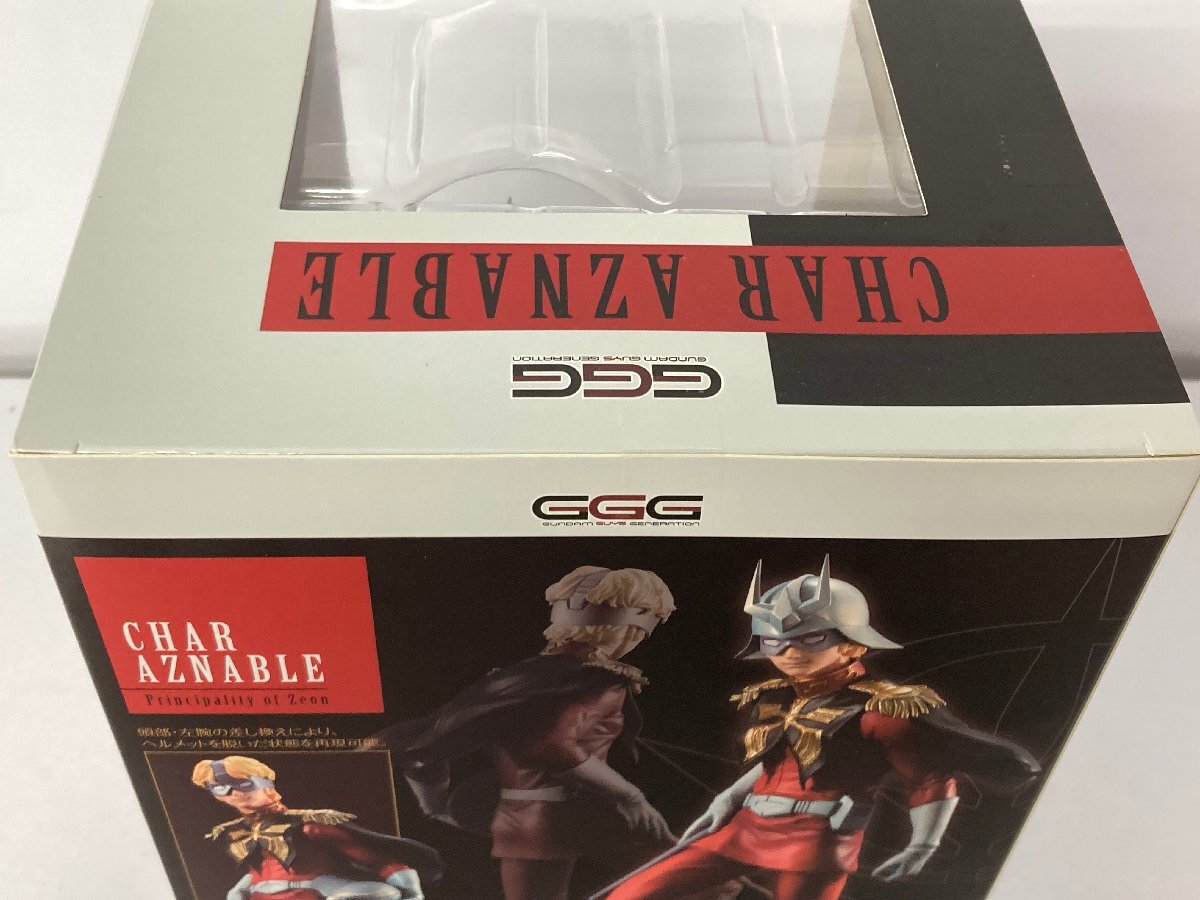 CHAR AZNABLE
GGG
GUNDAM GUYS GENERATION
GGG
GUNDAM GUYS GENERATION
CHAR
AZNABLE
Principality of Zeon
頭部・左腕の差し換えにより、
ヘルメットを脱いだ状態を再現可能。